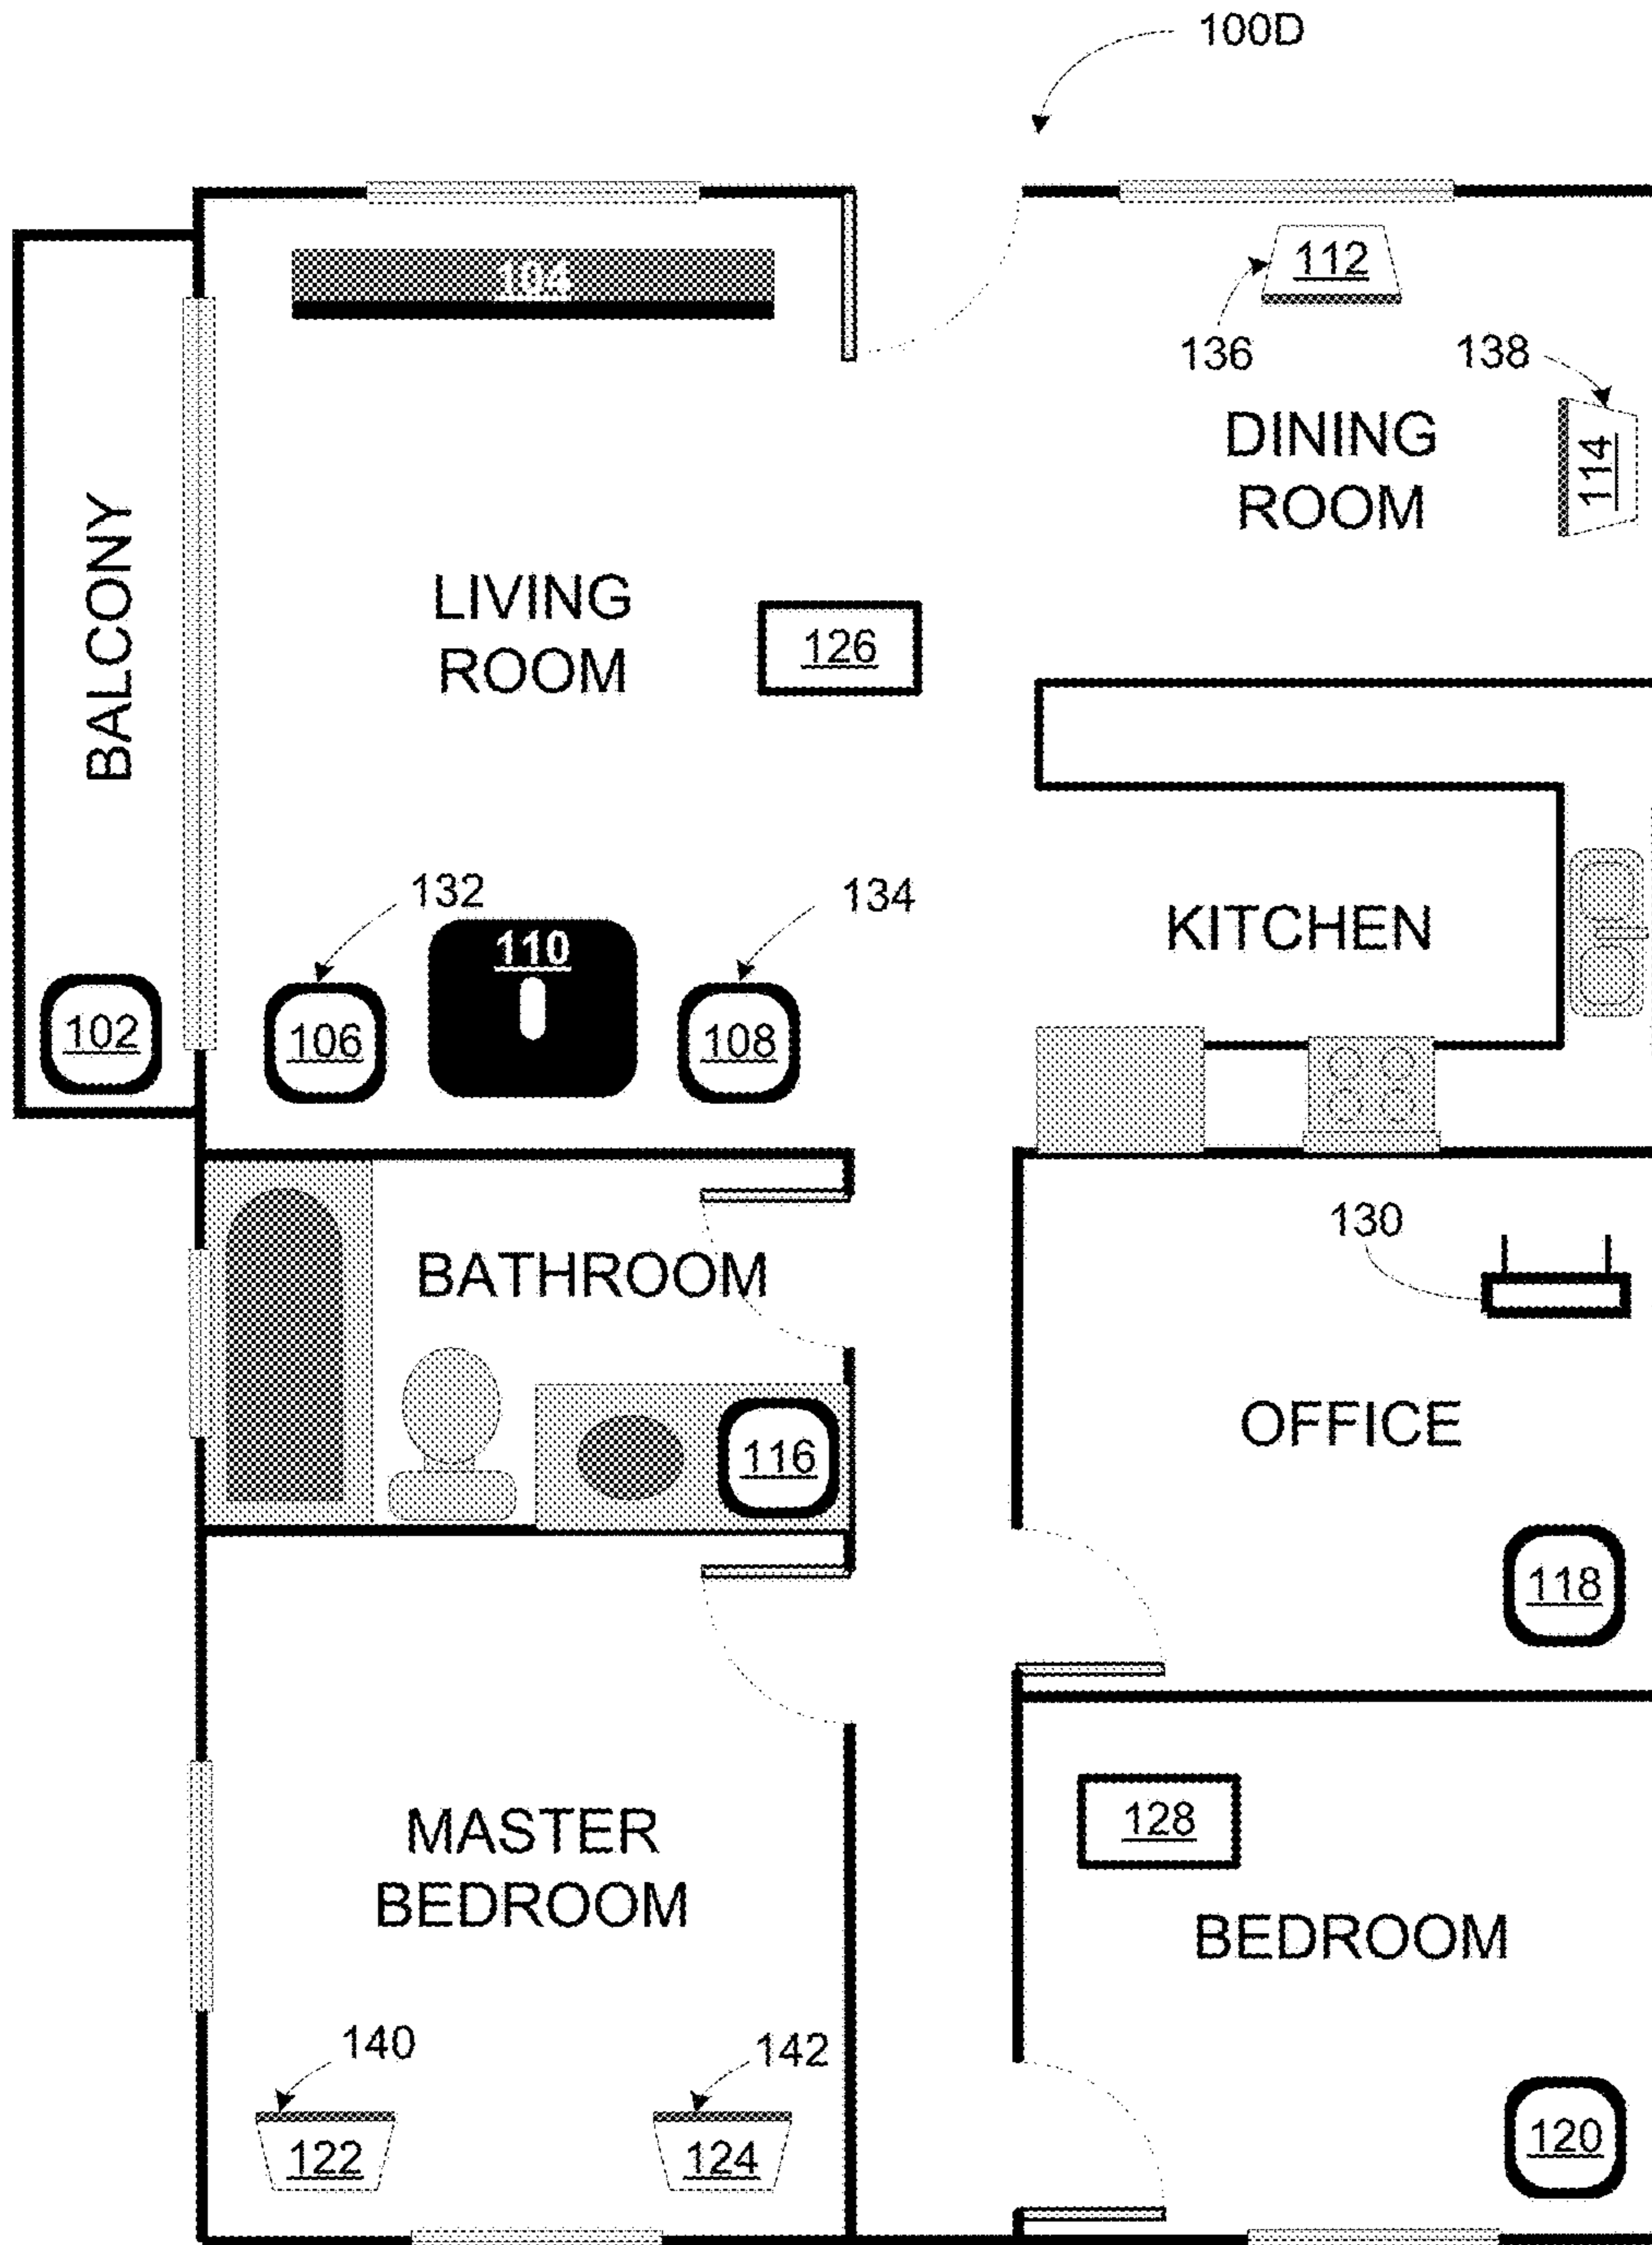 100D
104
112
136
138
DINING
ROOM
114
BALCONY
LIVING
ROOM
126
132
134
110
KITCHEN
102
106
108
130
BATHROOM
OFFICE
116
118
128
MASTER
BEDROOM
BEDROOM
140
142
122
124
120